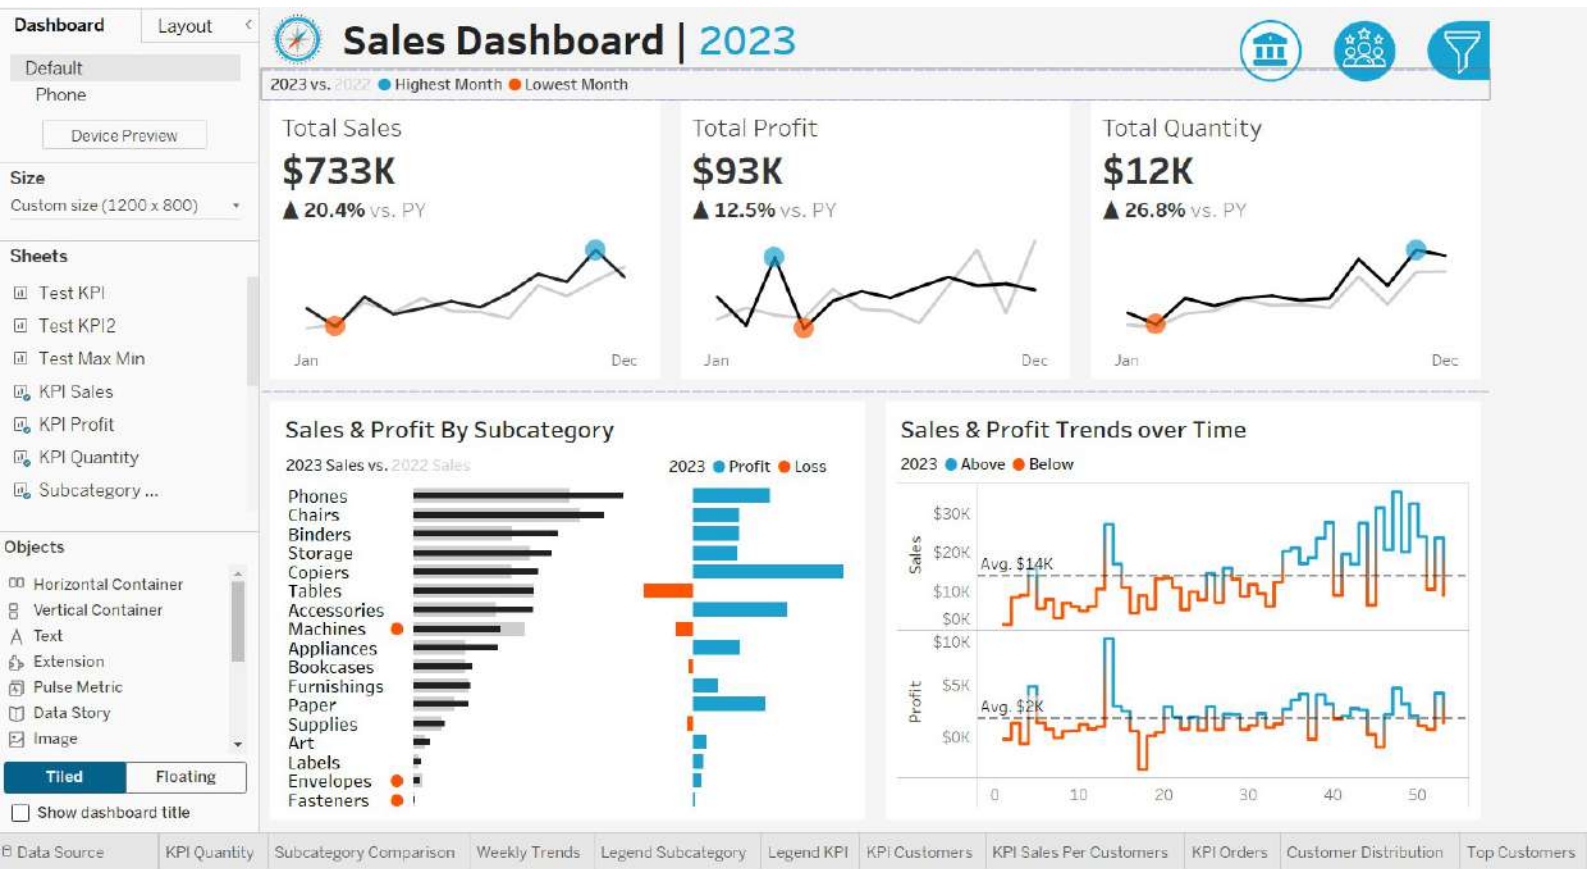 Dashboard
Layout
Default
Phone
Device Preview
Size
Custom size (1200 x 800)
Sheets
Test KPI
Test KPI2
Test Max Min
KPI Sales
KPI Profit
KPI Quantity
Subcategory ...
Objects
Horizontal Container
Vertical Container
Text
Extension
Pulse Metric
Data Story
Image
Tiled
Floating
Show dashboard title
Sales Dashboard | 2023
2023 vs. 2022 Highest Month Lowest Month
Total Sales
$733K
▲ 20.4% vs. PY
Jan Dec
Total Profit
$93K
▲ 12.5% vs. PY
Jan Dec
Total Quantity
$12K
▲ 26.8% vs. PY
Jan Dec
Sales & Profit By Subcategory
2023 Sales vs. 2022 Sales
2023 Profit Loss
Phones
Chairs
Binders
Storage
Copiers
Tables
Accessories
Machines
Appliances
Bookcases
Furnishings
Paper
Supplies
Art
Labels
Envelopes
Fasteners
Sales & Profit Trends over Time
2023 Above Below
Sales
$30K
$20K
$10K
$0K
Avg. $14K
Profit
$10K
$5K
$0K
Avg. $2K
0 10 20 30 40 50
Data Source
KPI Quantity
Subcategory Comparison
Weekly Trends
Legend Subcategory
Legend KPI
KPI Customers
KPI Sales Per Customers
KPI Orders
Customer Distribution
Top Customers